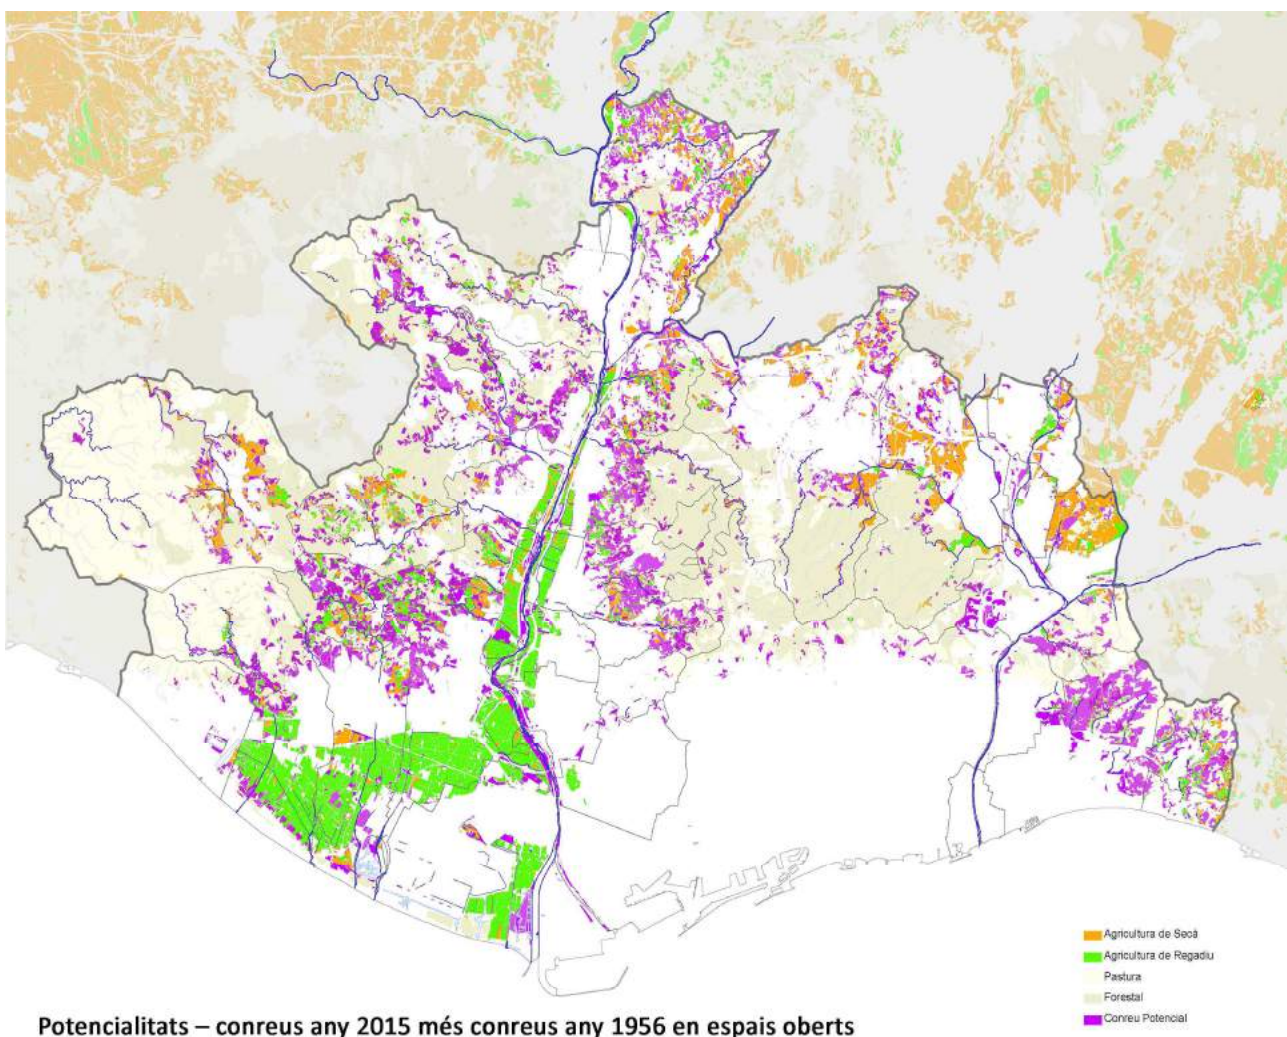 Agricultura de Secà
Agricultura de Regadiu
Pastura
Forestal
Conreu Potencial
Potencialitats – conreus any 2015 més conreus any 1956 en espais oberts